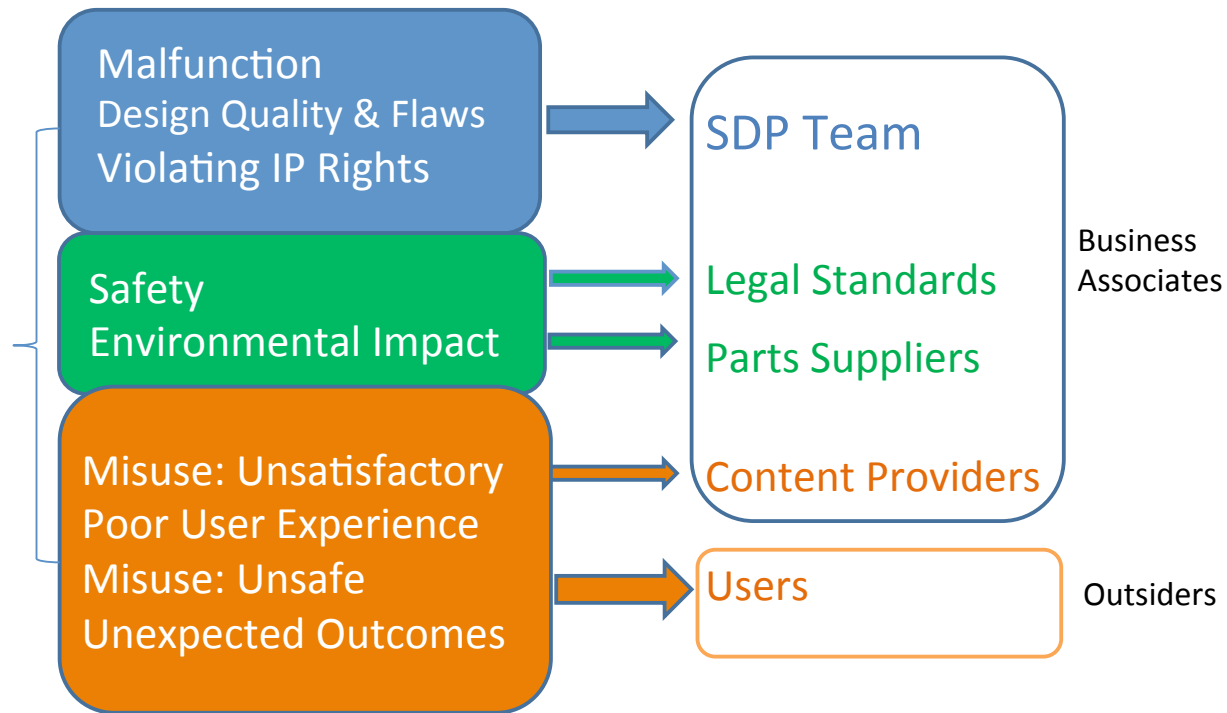 Malfunction
Design Quality & Flaws
Violating IP Rights
Safety
Environmental Impact
Misuse: Unsatisfactory
Poor User Experience
Misuse: Unsafe
Unexpected Outcomes
SDP Team
Legal Standards
Parts Suppliers
Content Providers
Users
Business
Associates
Outsiders